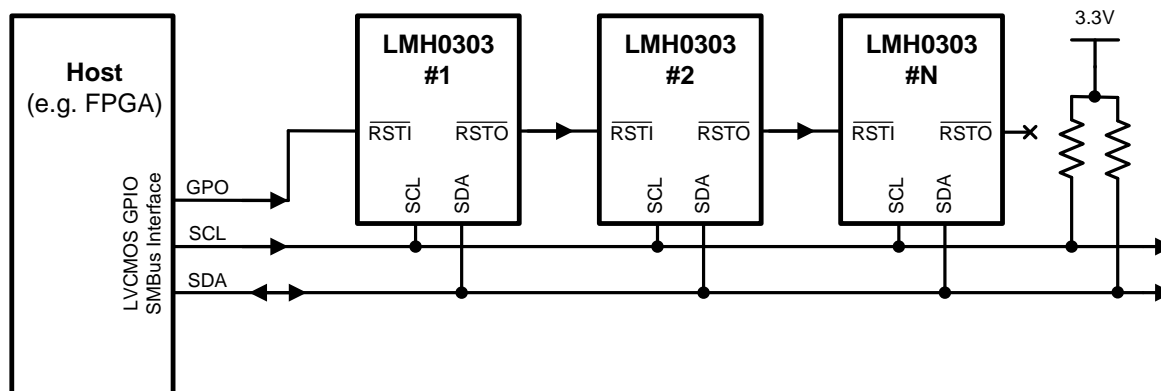 Host
(e.g. FPGA)
LVCMOS GPIO
SMBus Interface
GPO
SCL
SDA
LMH0303
#1
RSTI
RSTO
SCL
SDA
LMH0303
#2
RSTI
RSTO
SCL
SDA
LMH0303
#N
RSTI
RSTO
SCL
SDA
3.3V